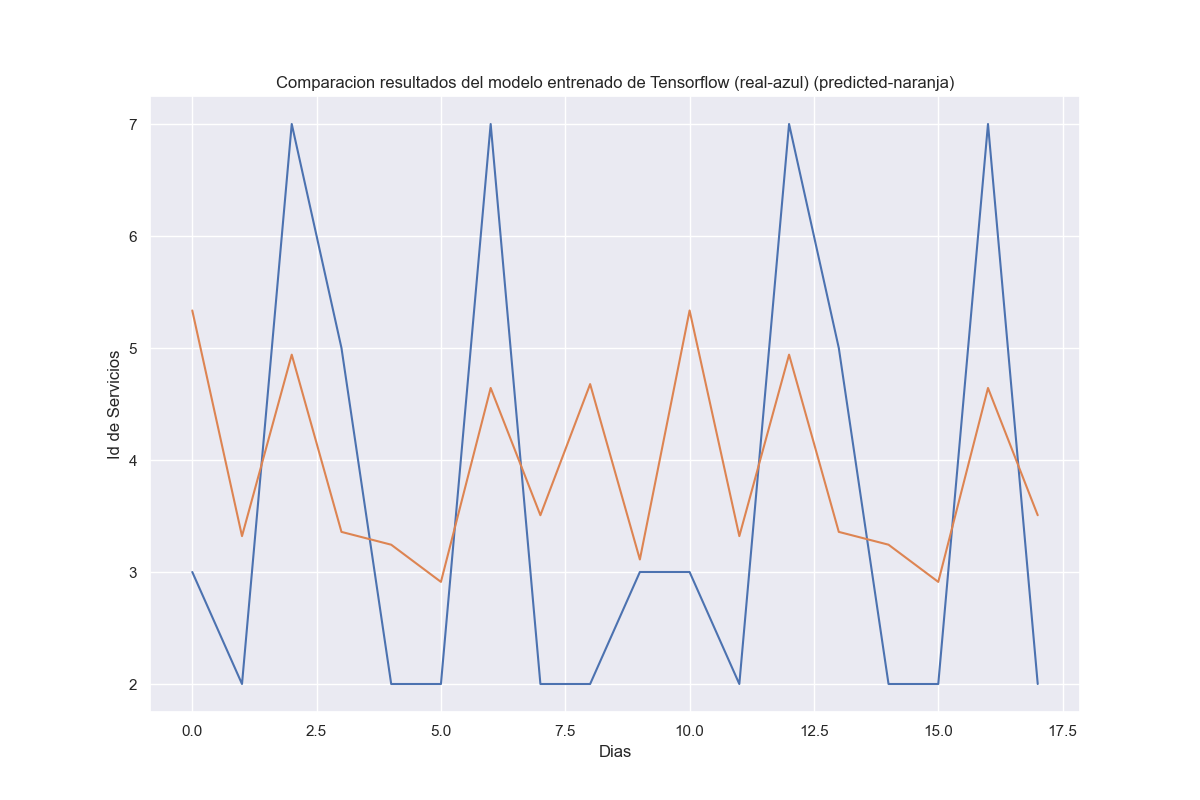 Comparacion resultados del modelo entrenado de Tensorflow (real-azul) (predicted-naranja)
7
6
5
4
3
2
Id de Servicios
0.0 2.5 5.0 7.5 10.0 12.5 15.0 17.5
Dias